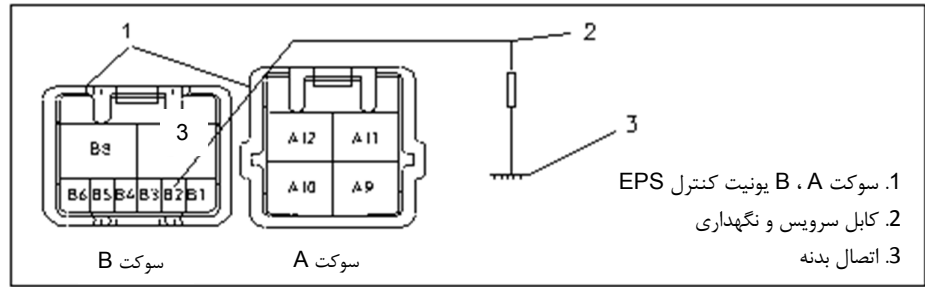 1
2
3
3
B8
A12 A11
A10 A9
B6 B5 B4 B3 B2 B1
سوکت B
سوکت A
1. سوکت A ، B یونیت کنترل EPS
2. کابل سرویس و نگهداری
3. اتصال بدنه